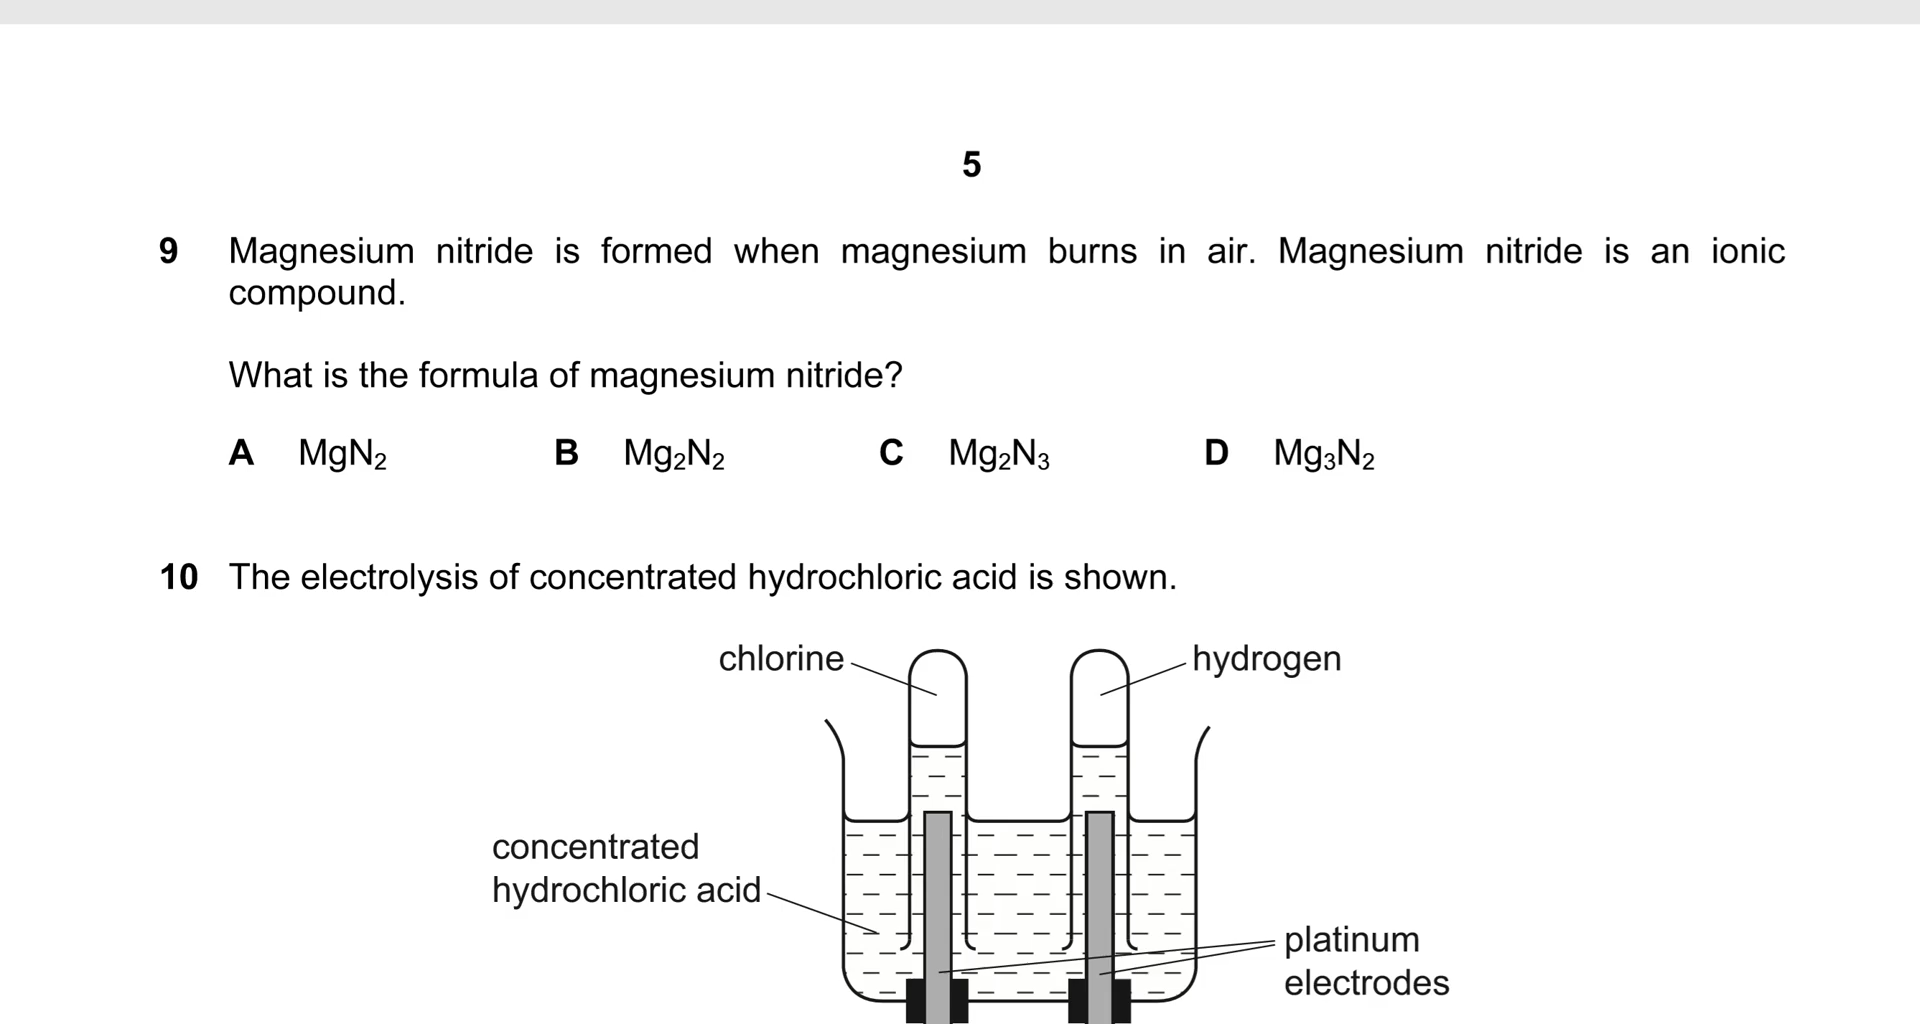 5
9 Magnesium nitride is formed when magnesium burns in air. Magnesium nitride is an ionic
compound.
What is the formula of magnesium nitride?
A MgN₂ B Mg₂N₂ C Mg₂N₃ D Mg₃N₂
10 The electrolysis of concentrated hydrochloric acid is shown.
chlorine hydrogen
concentrated
hydrochloric acid
platinum
electrodes